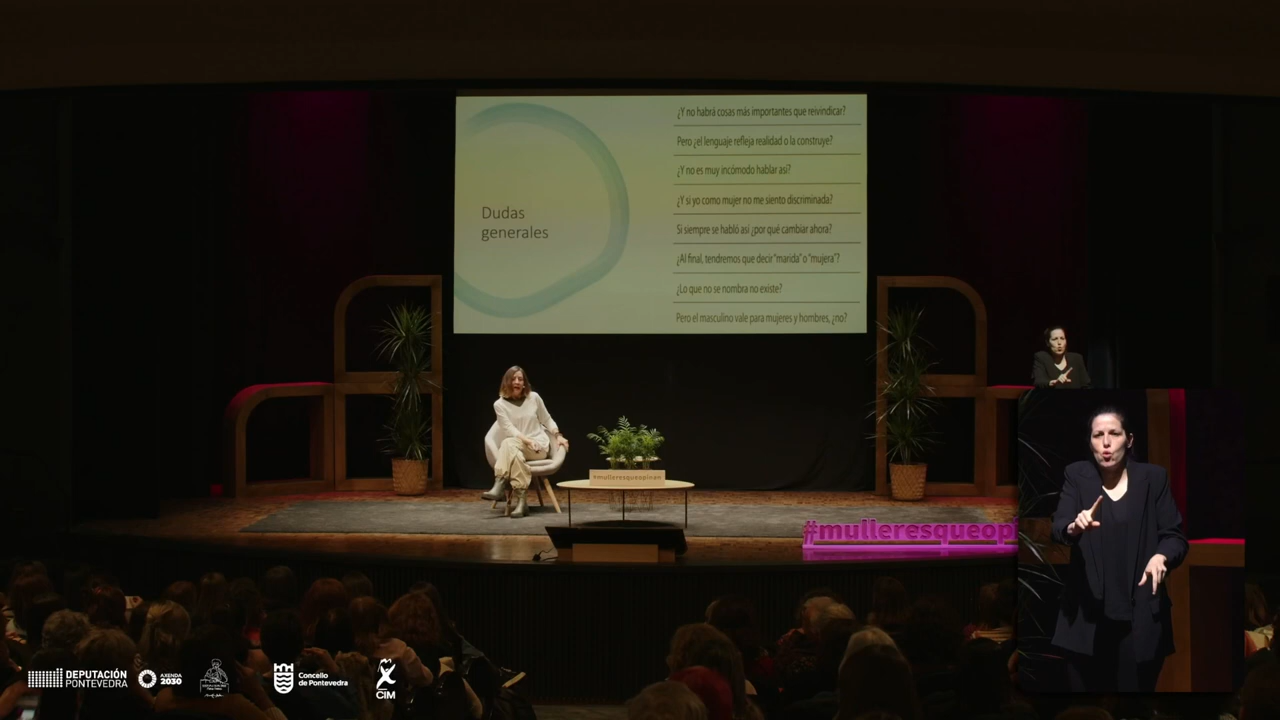 ¿Y no habrá cosas más importantes que reivindicar?
Pero ¿el lenguaje refleja realidad o la construye?
¿Y no es muy incómodo hablar así?
¿Y si yo como mujer no me siento discriminada?
Dudas
generales
Si siempre se habló así ¿por qué cambiar ahora?
¿Al final, tendremos que decir "marida" o "mujera"?
¿Lo que no se nombra no existe?
Pero el masculino vale para mujeres y hombres, ¿no?
#mulleresqueopinan
#mulleresqueopi
DEPUTACIÓN
PONTEVEDRA
AXENDA
2030
Concello
de Pontevedra
CIM